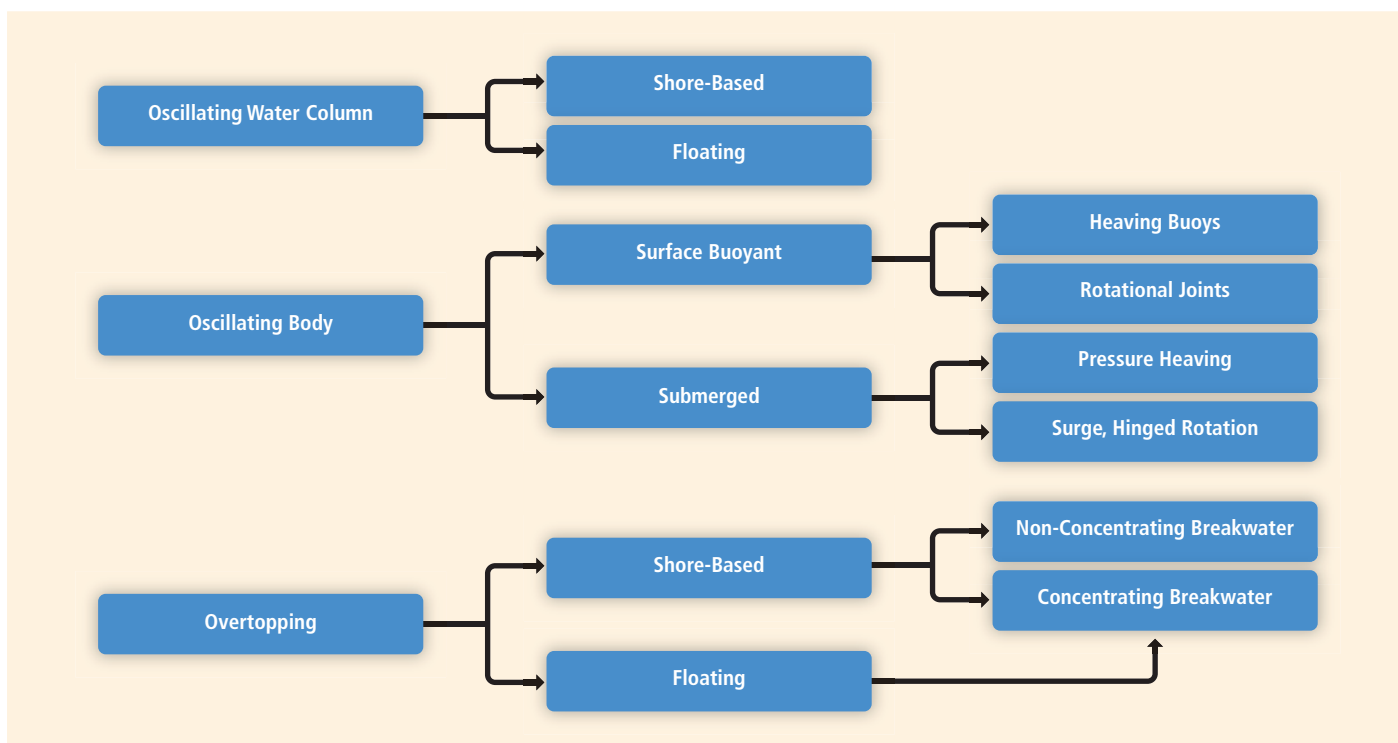 Oscillating Water Column
Shore-Based
Floating
Oscillating Body
Surface Buoyant
Heaving Buoys
Rotational Joints
Submerged
Pressure Heaving
Surge, Hinged Rotation
Overtopping
Shore-Based
Non-Concentrating Breakwater
Concentrating Breakwater
Floating